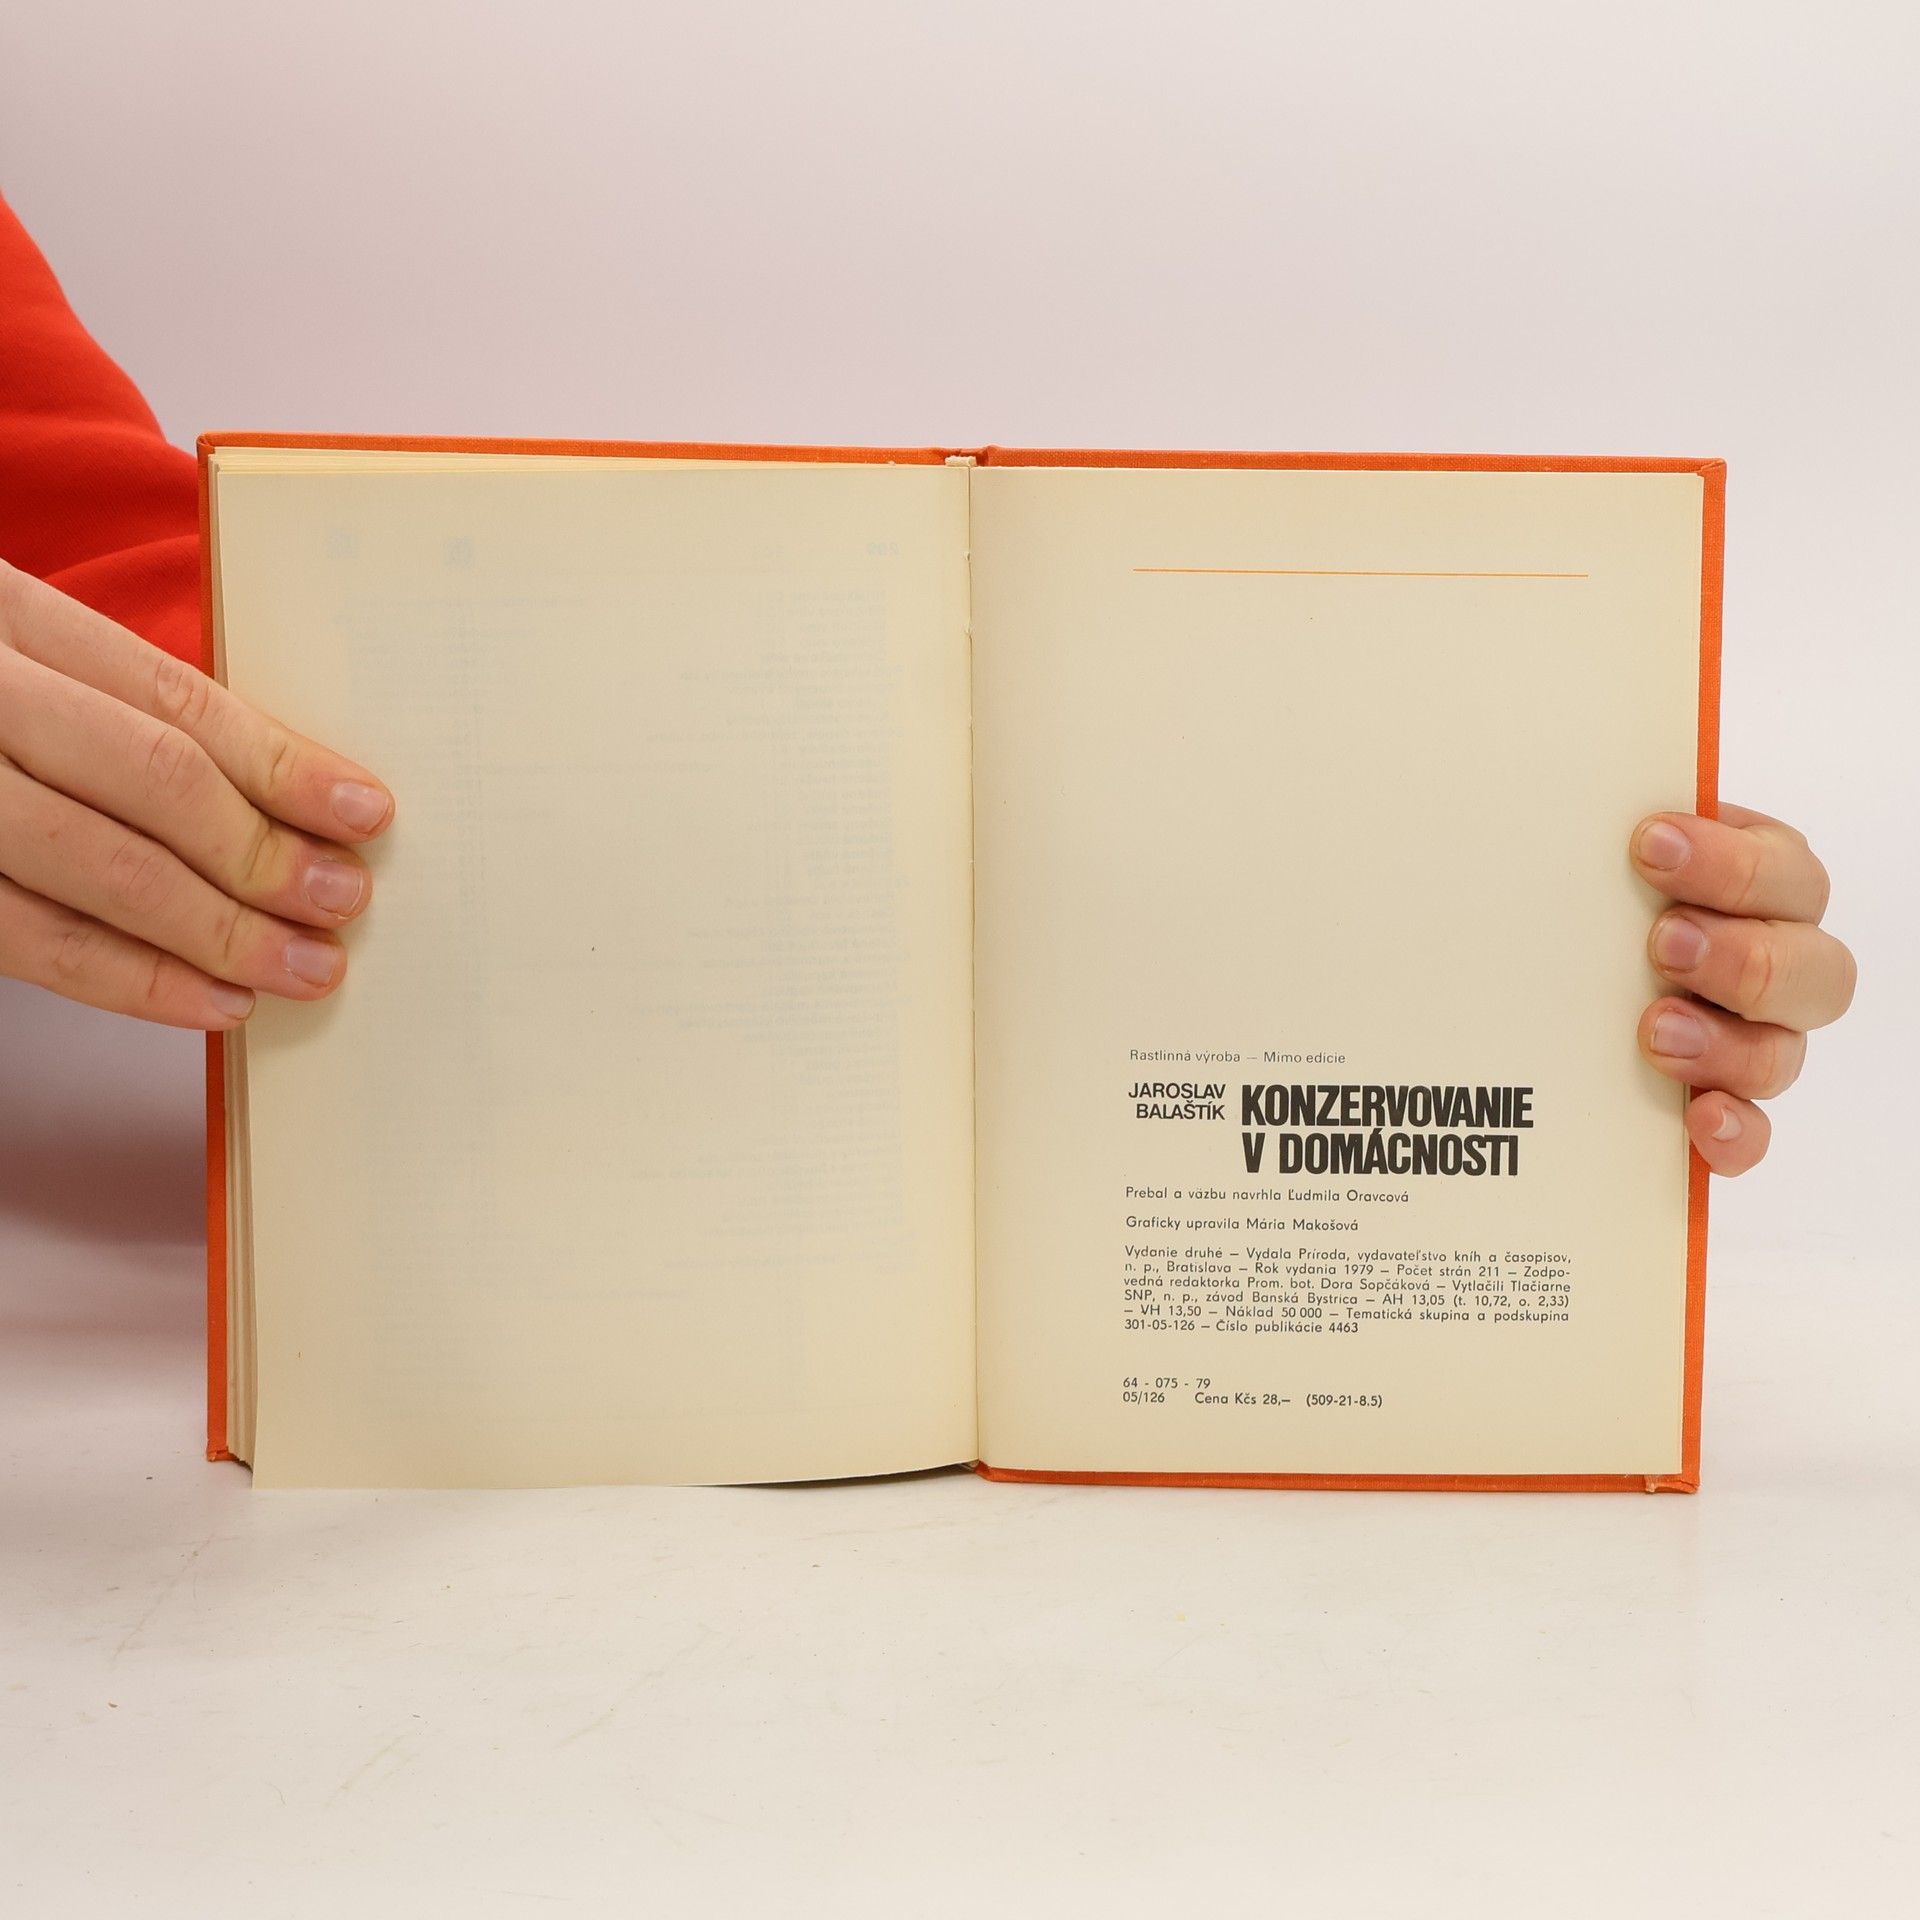 Rastlinná výroba — Mimo edície
JAROSLAV
BALAŠTÍK
KONZERVOVANIE
V DOMÁCNOSTI
Prebal a väzbu navrhla Ľudmila Oravcová
Graficky upravila Mária Makošová
Vydanie druhé — Vydala Príroda, vydavateľstvo kníh a časopisov,
n. p., Bratislava — Rok vydania 1979 — Počet strán 211 — Zodpo-
vedná redaktorka Prom. bot. Dora Sopčáková — Vytlačili Tlačiarne
SNP, n. p., závod Banská Bystrica — AH 13,05 (t. 10,72, o. 2,33)
— VH 13,50 — Náklad 50 000 — Tematická skupina a podskupina
301-05-126 — Číslo publikácie 4463
64 - 075 - 79
05/126 Cena Kčs 28,— (509-21-8.5)